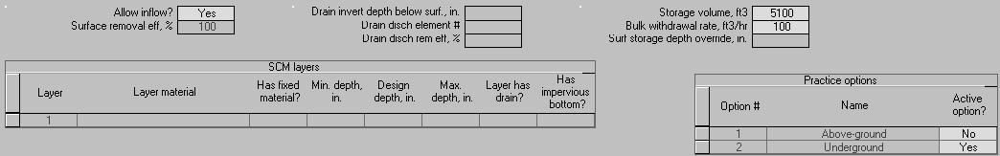 Allow inflow? Yes
Surface removal eff, % 100
Drain invert depth below surf., in.
Drain disch element #
Drain disch rem eff, %
Storage volume, ft3 5100
Bulk withdrawal rate, ft3/hr 100
Surf storage depth override, in.
SCM layers
Layer Layer material Has fixed material? Min. depth, in. Design depth, in. Max. depth, in. Layer has drain? Has impervious bottom?
1
Practice options
Option # Name Active option?
1 Above-ground No
2 Underground Yes